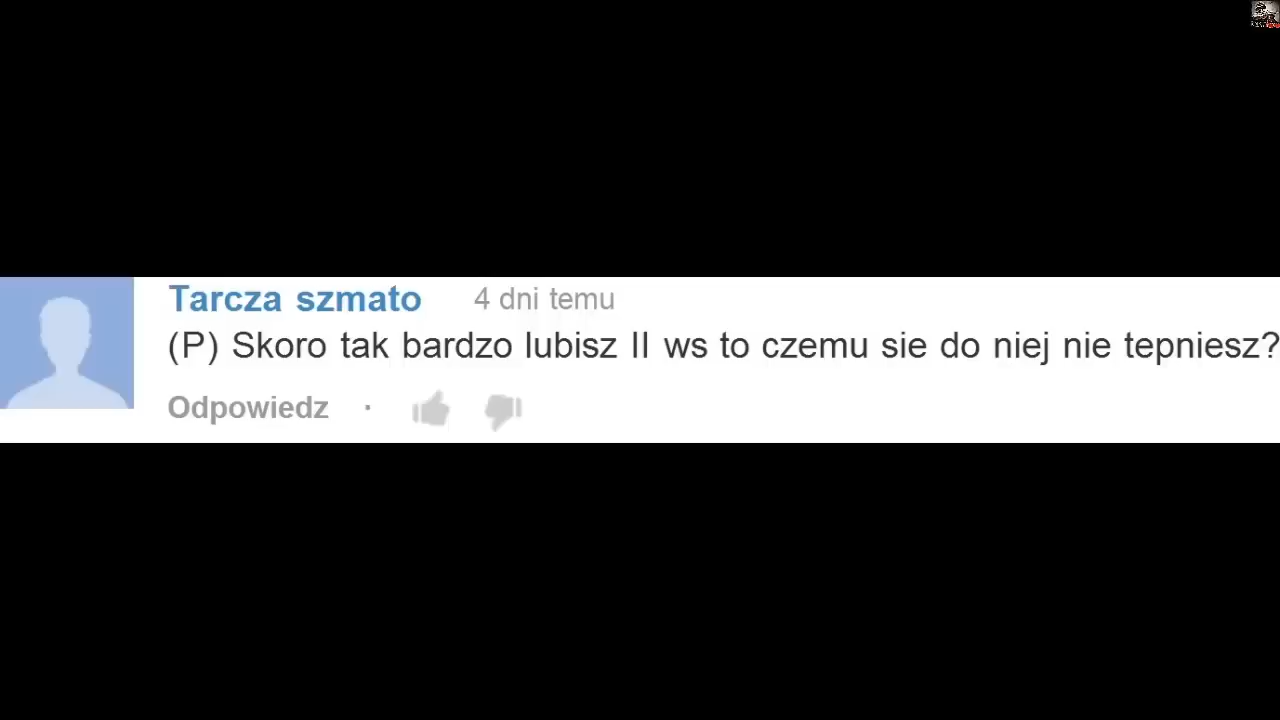 Tarcza szmato 4 dni temu
(P) Skoro tak bardzo lubisz II ws to czemu sie do niej nie tepniesz?
Odpowiedz ·